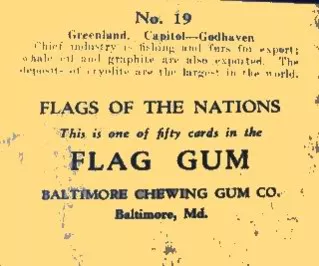 No. 19
Greenland. Capitol—Godhaven
Chief industry is fishing and furs for export;
whale oil and graphite are also exported. The
deposits of cryolite are the largest in the world.
FLAGS OF THE NATIONS
This is one of fifty cards in the
FLAG GUM
BALTIMORE CHEWING GUM CO.
Baltimore, Md.